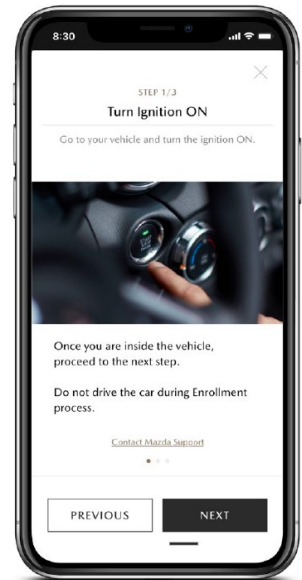 8:30
STEP 1/3
Turn Ignition ON
Go to your vehicle and turn the ignition ON.
Once you are inside the vehicle,
proceed to the next step.
Do not drive the car during Enrollment
process.
Contact Mazda Support
PREVIOUS
NEXT